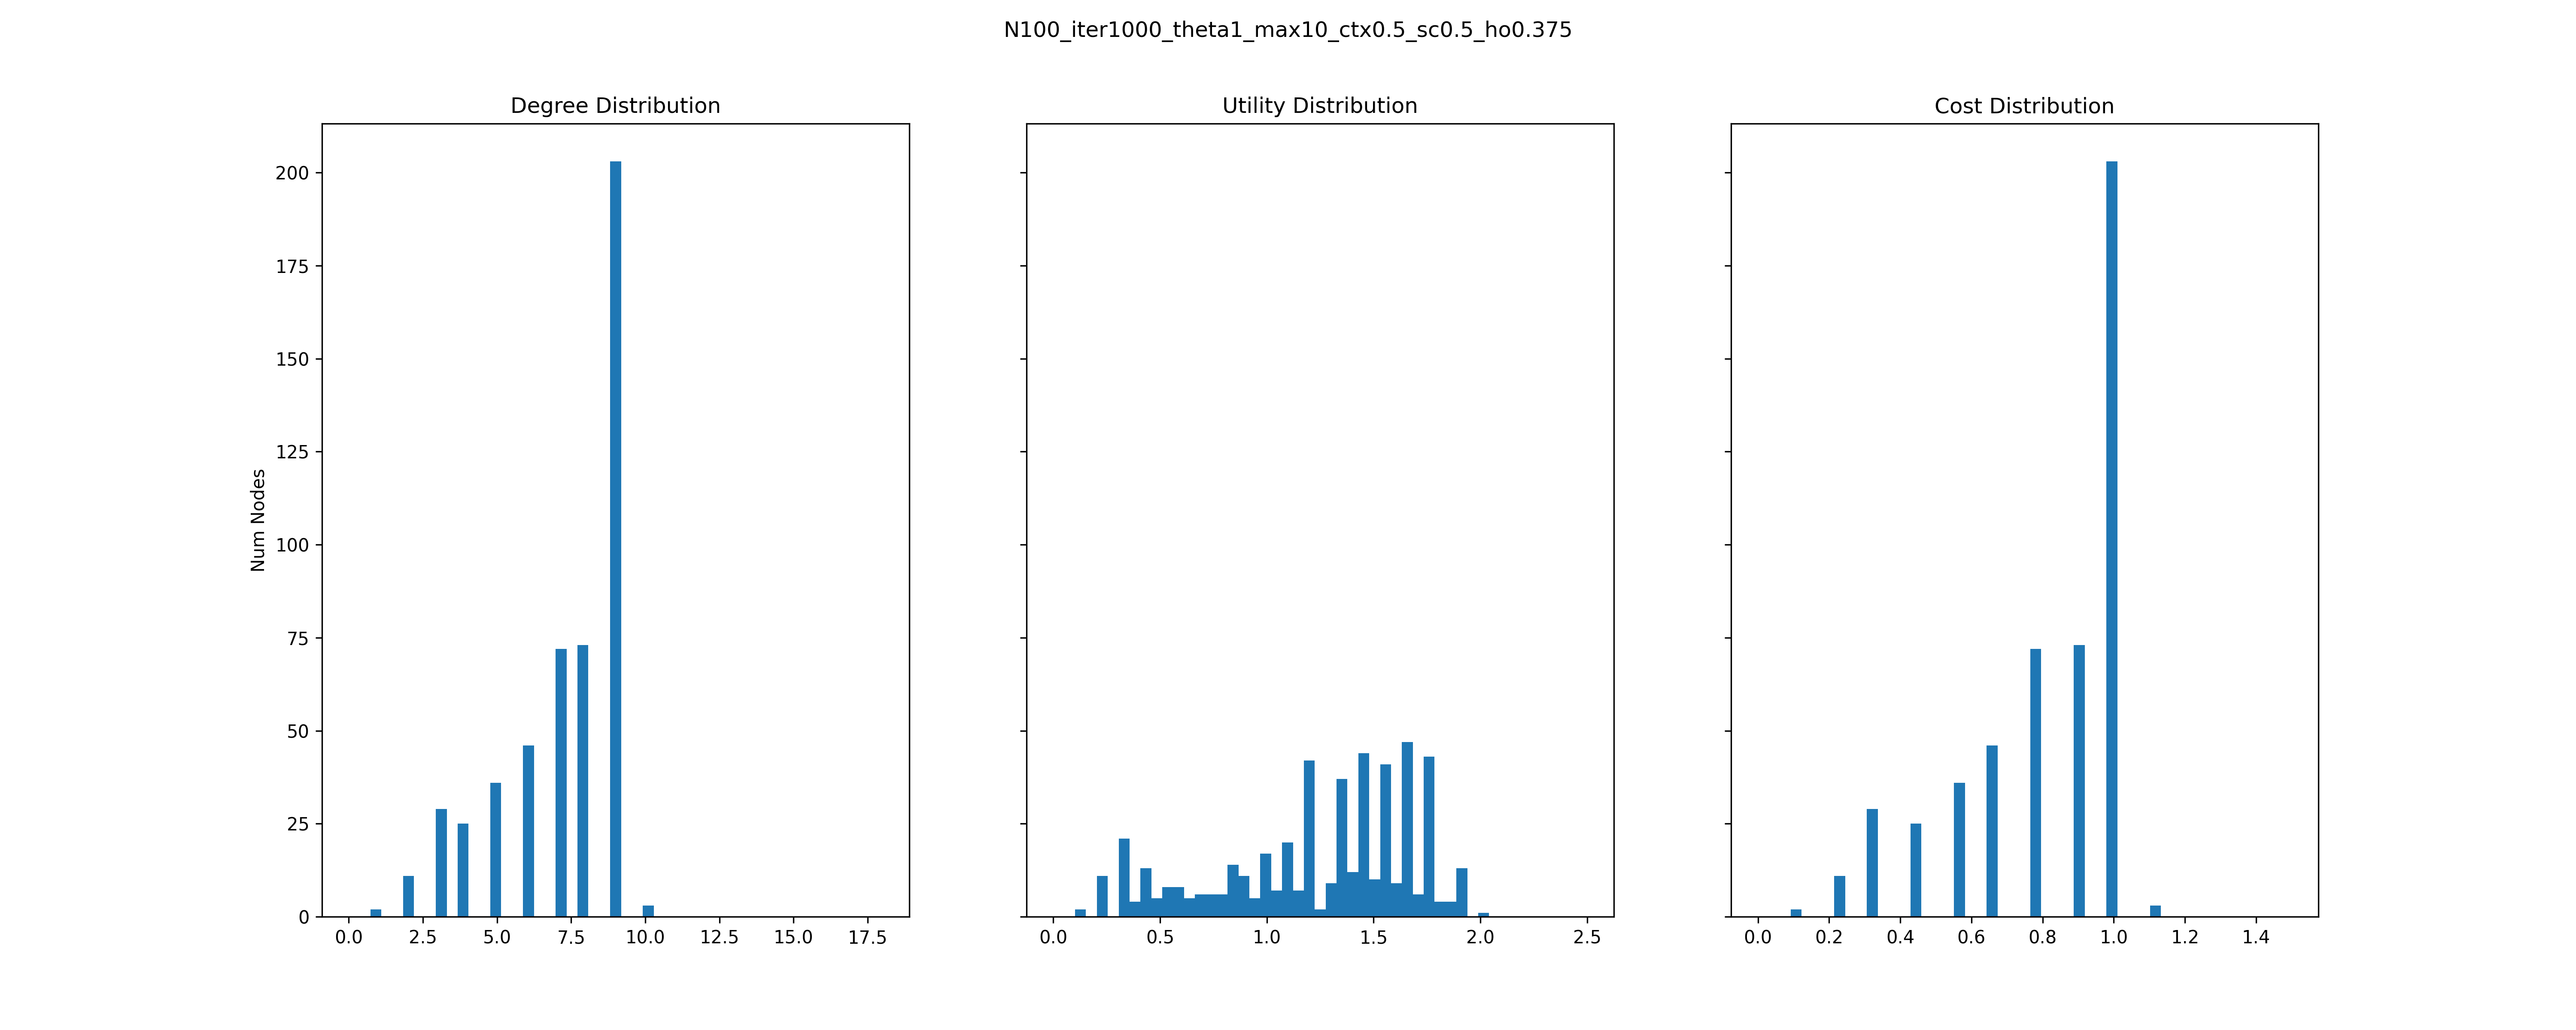 N100_iter1000_theta1_max10_ctx0.5_sc0.5_ho0.375
Degree Distribution
Utility Distribution
Cost Distribution
Num Nodes
200
175
150
125
100
75
50
25
0
0.0 2.5 5.0 7.5 10.0 12.5 15.0 17.5
0.0 0.5 1.0 1.5 2.0 2.5
0.0 0.2 0.4 0.6 0.8 1.0 1.2 1.4